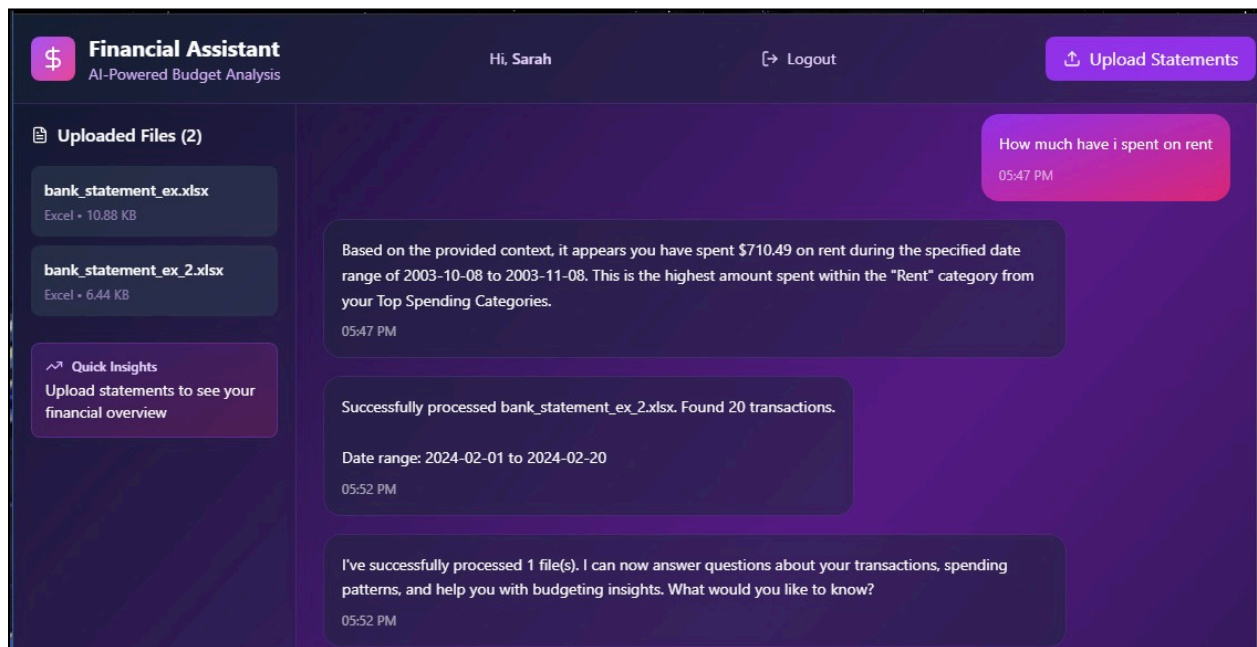 Financial Assistant
AI-Powered Budget Analysis
Hi, Sarah
Logout
Upload Statements
Uploaded Files (2)
bank_statement_ex.xlsx
Excel • 10.88 KB
bank_statement_ex_2.xlsx
Excel • 6.44 KB
Quick Insights
Upload statements to see your
financial overview
How much have i spent on rent
05:47 PM
Based on the provided context, it appears you have spent $710.49 on rent during the specified date
range of 2003-10-08 to 2003-11-08. This is the highest amount spent within the "Rent" category from
your Top Spending Categories.
05:47 PM
Successfully processed bank_statement_ex_2.xlsx. Found 20 transactions.
Date range: 2024-02-01 to 2024-02-20
05:52 PM
I've successfully processed 1 file(s). I can now answer questions about your transactions, spending
patterns, and help you with budgeting insights. What would you like to know?
05:52 PM